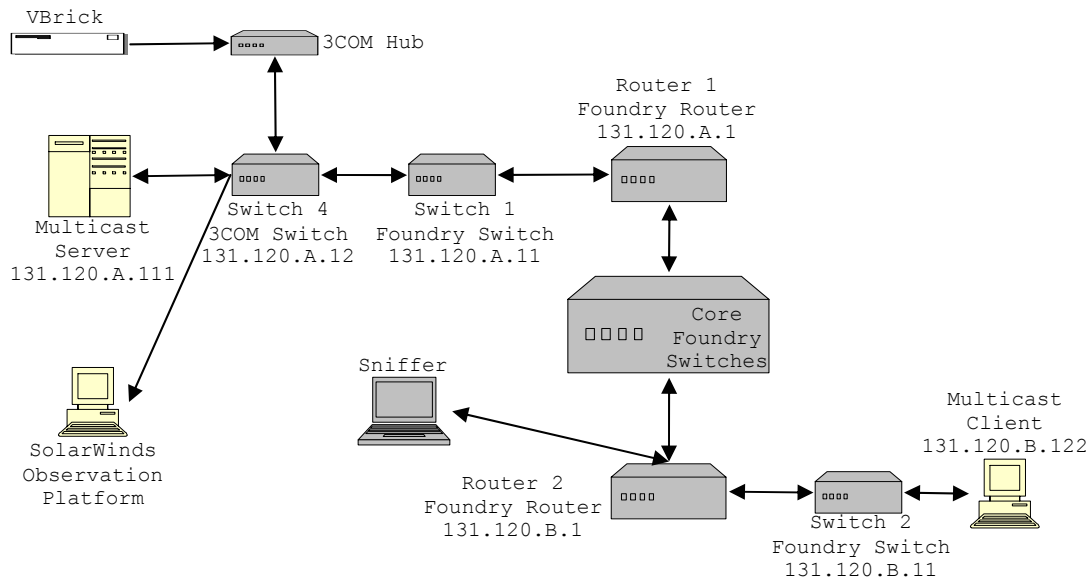 VBrick
3COM Hub
Router 1
Foundry Router
131.120.A.1
Multicast
Server
131.120.A.111
Switch 4
3COM Switch
131.120.A.12
Switch 1
Foundry Switch
131.120.A.11
Core
Foundry
Switches
Sniffer
SolarWinds
Observation
Platform
Router 2
Foundry Router
131.120.B.1
Multicast
Client
131.120.B.122
Switch 2
Foundry Switch
131.120.B.11